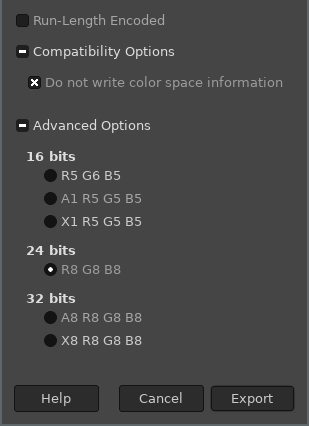 Run-Length Encoded
Compatibility Options
Do not write color space information
Advanced Options
16 bits
R5 G6 B5
A1 R5 G5 B5
X1 R5 G5 B5
24 bits
R8 G8 B8
32 bits
A8 R8 G8 B8
X8 R8 G8 B8
Help
Cancel
Export